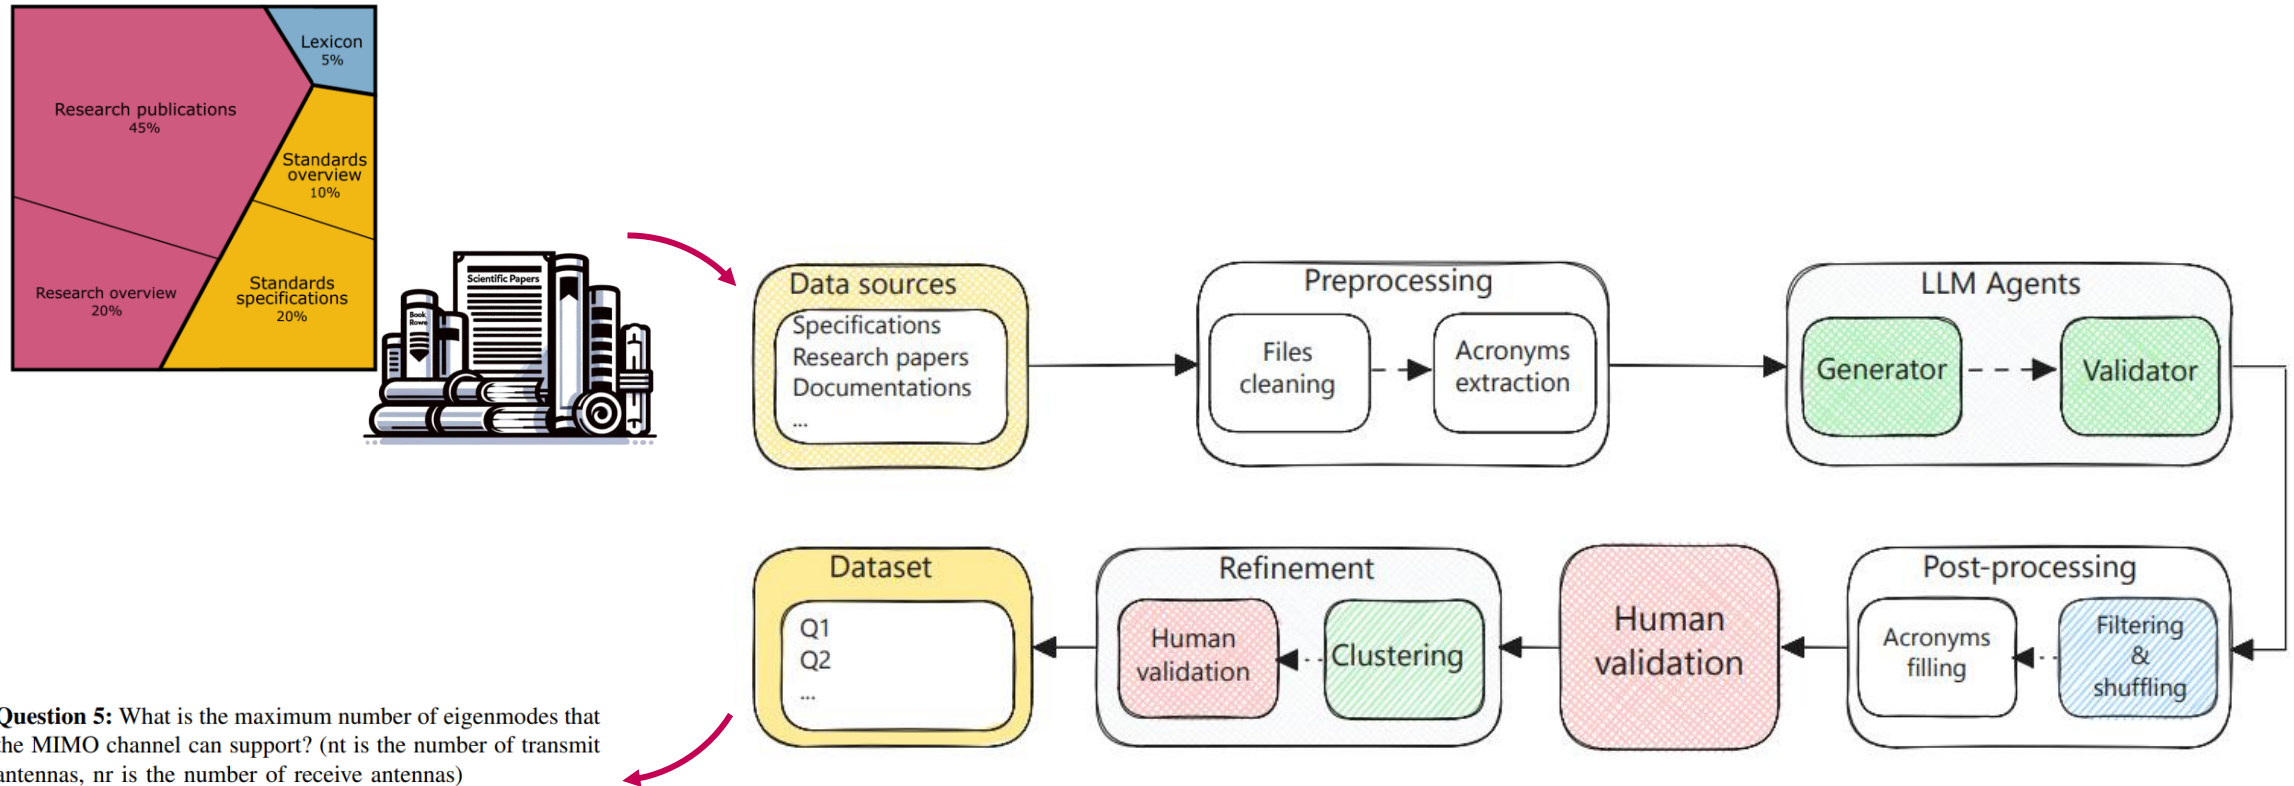 Lexicon
5%
Research publications
45%
Standards
overview
10%
Research overview
20%
Standards
specifications
20%
Scientific Papers
Book
Data sources
Specifications
Research papers
Documentations
...
Preprocessing
Files
cleaning
Acronyms
extraction
LLM Agents
Generator
Validator
Dataset
Q1
Q2
...
Refinement
Human
validation
Clustering
Human
validation
Post-processing
Acronyms
filling
Filtering
&
shuffling
Question 5: What is the maximum number of eigenmodes that
the MIMO channel can support? (nt is the number of transmit
antennas, nr is the number of receive antennas)